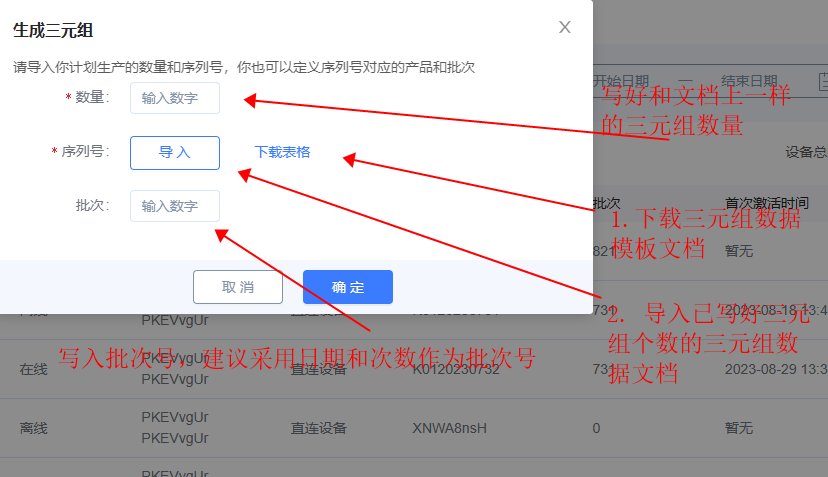 生成三元组
X
请导入你计划生产的数量和序列号，你也可以定义序列号对应的产品和批次
* 数量： 输入数字
* 序列号： 导 入 下载表格
批次： 输入数字
取 消 确 定
开始日期 — 结束日期
写好和文档上一样
的三元组数量
设备总
批次 首次激活时间
1.下载三元组数据
模板文档
821 暂无
2. 导入已写好三元
组个数的三元组数
据文档
731 2023-08-18 13:4
PKEVvgUr
写入批次号，建议采用日期和次数作为批次号
PKEVvgUr
在线 直连设备 K0120230732 731 2023-08-29 13:3
PKEVvgUr
PKEVvgUr
离线 直连设备 XNWA8nsH 0 暂无
PKEVvgUr
PKEVvgUr